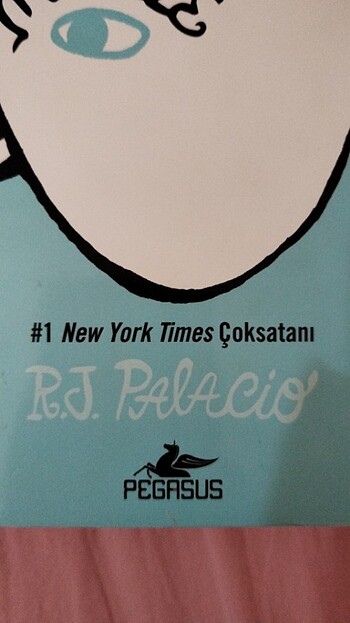 #1 New York Times Çoksatanı
R.J. PALACIO
PEGASUS